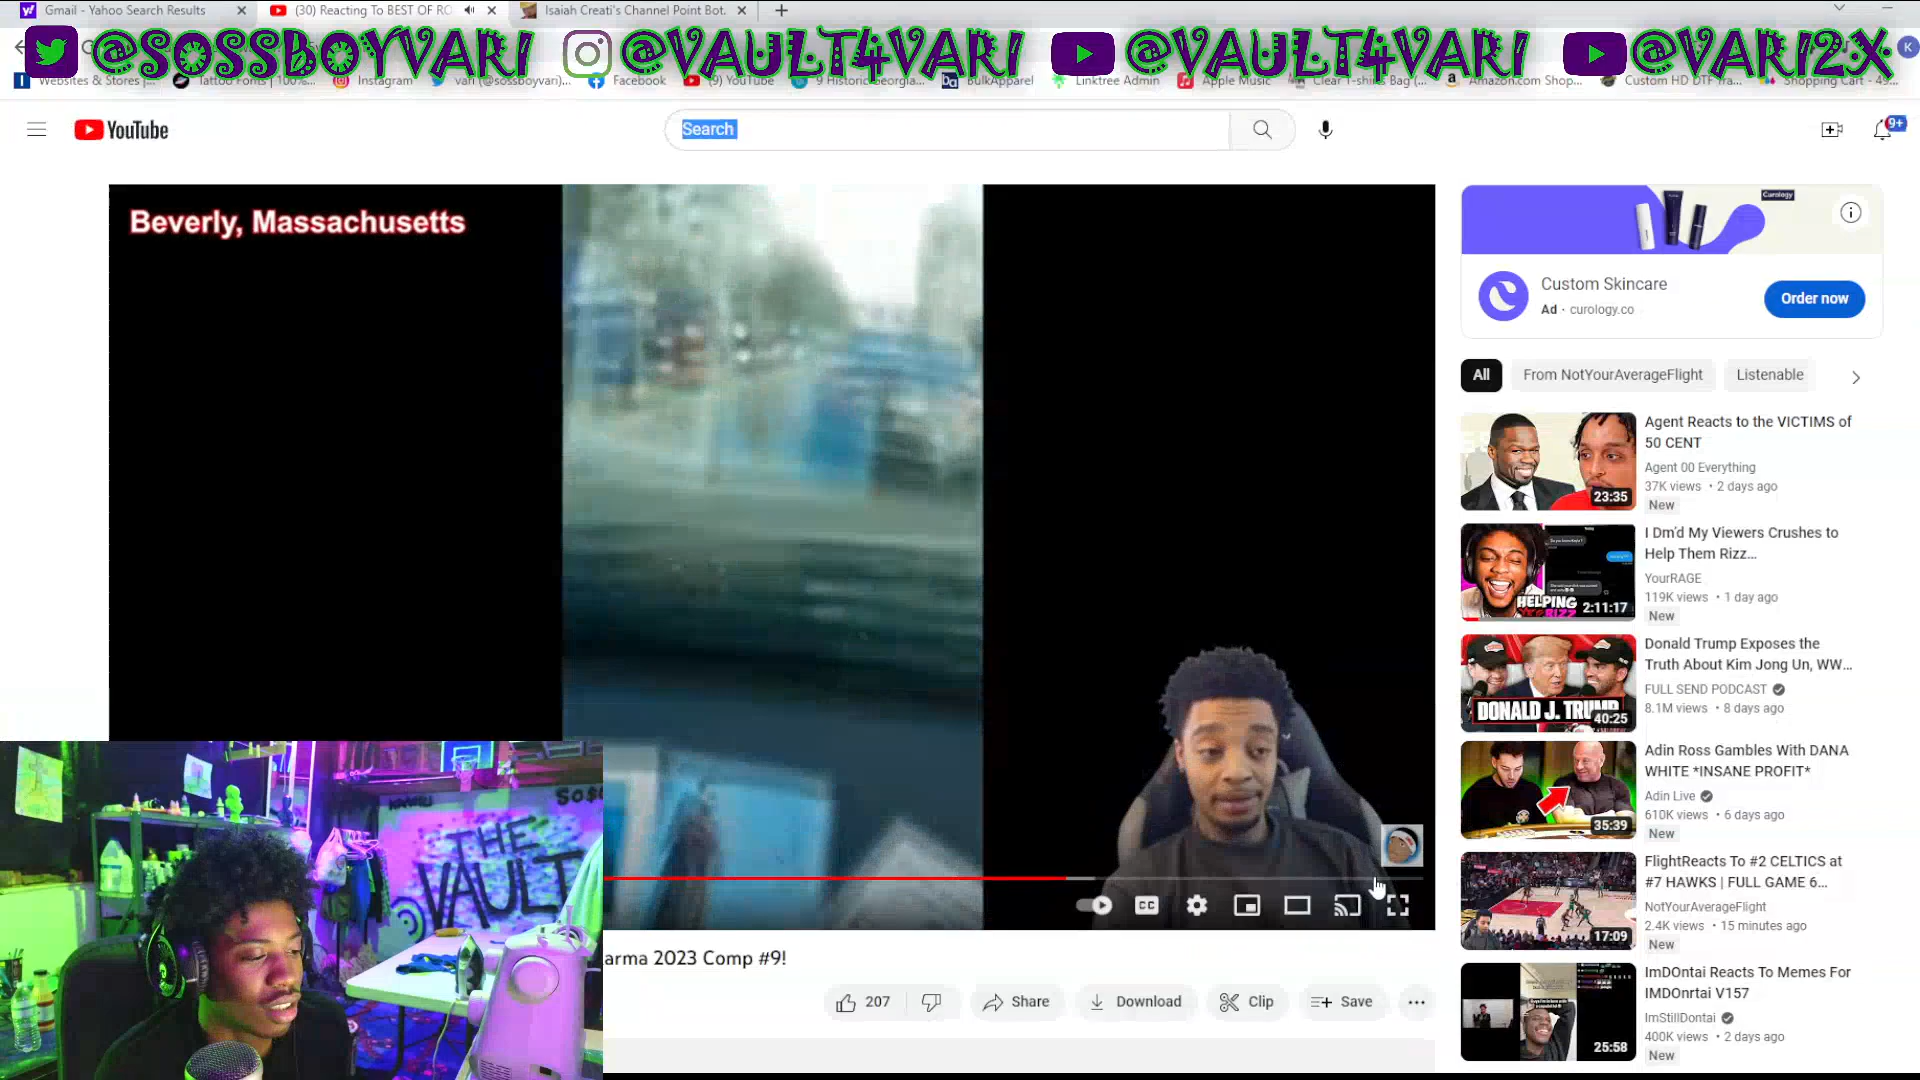 Gmail - Yahoo Search Results
(30) Reacting To BEST OF RO
Isaiah Creati's Channel Point Bot.
@SOSSBOYVARI @VAULT4VARI @VAULT4VARI @VARI2X
K
Websites & Stores |...
Tattoo Fonts | 100%...
Instagram
vari (@sossboyvari)...
Facebook
(9) YouTube
9 Historic Georgia...
BulkApparel
Linktree Admin
Apple Music
Clear T-shirts Bag (...
Amazon.com Shop...
Custom HD DTF Tra...
Shopping Cart - 49...
YouTube
Search
9+
Beverly, Massachusetts
Curology
Custom Skincare
Ad · curology.co
Order now
All
From NotYourAverageFlight
Listenable
Agent Reacts to the VICTIMS of
50 CENT
Agent 00 Everything
37K views • 2 days ago
New
23:35
I Dm'd My Viewers Crushes to
Help Them Rizz...
YourRAGE
119K views • 1 day ago
New
HELPING
RIZZ
2:11:17
Donald Trump Exposes the
Truth About Kim Jong Un, WW...
FULL SEND PODCAST
8.1M views • 8 days ago
DONALD J. TRUMP
40:25
Adin Ross Gambles With DANA
WHITE *INSANE PROFIT*
Adin Live
610K views • 6 days ago
New
35:39
FlightReacts To #2 CELTICS at
#7 HAWKS | FULL GAME 6...
NotYourAverageFlight
2.4K views • 15 minutes ago
New
17:09
ImDOntai Reacts To Memes For
IMDOnrtai V157
ImStillDontai
400K views • 2 days ago
New
25:58
CC
arma 2023 Comp #9!
207
Share
Download
Clip
Save
THE
VAULT